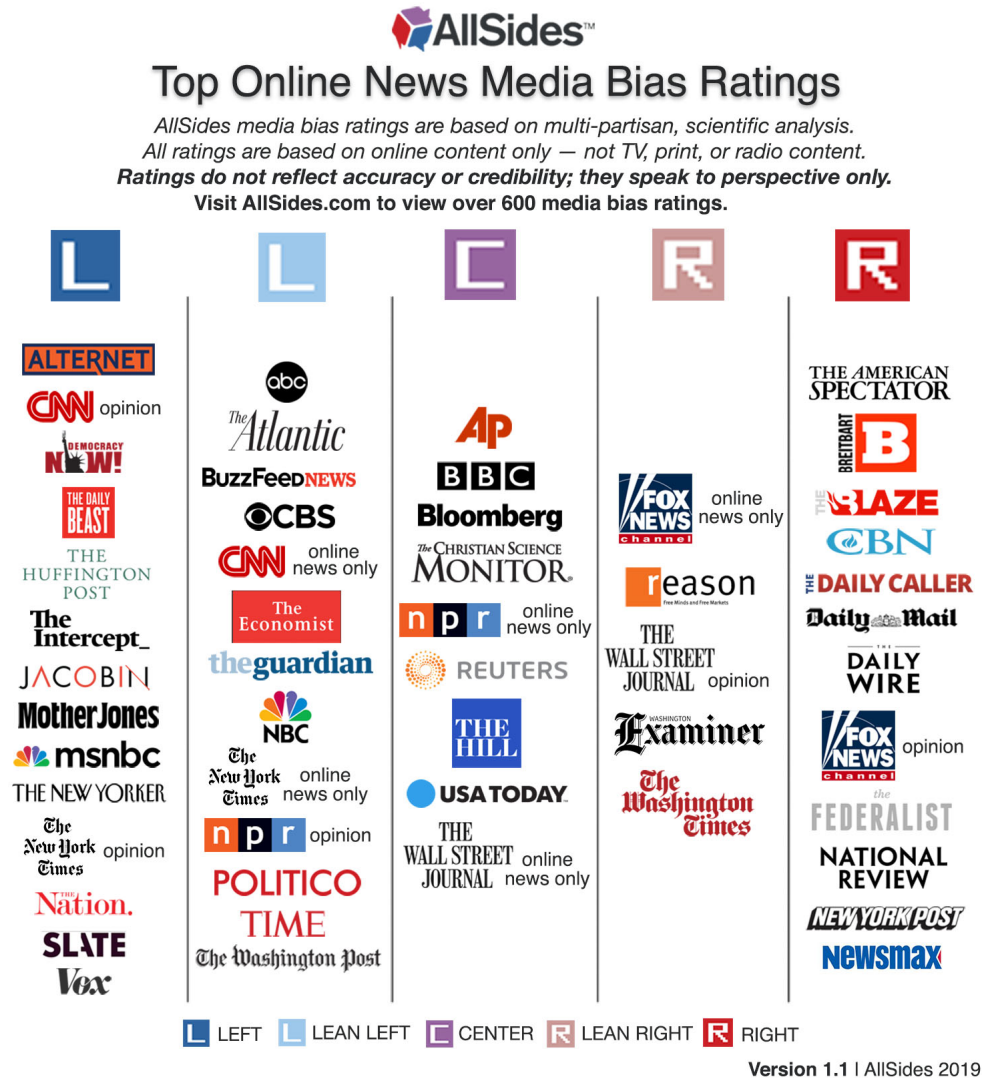 AllSides™
Top Online News Media Bias Ratings
AllSides media bias ratings are based on multi-partisan, scientific analysis.
All ratings are based on online content only — not TV, print, or radio content.
Ratings do not reflect accuracy or credibility; they speak to perspective only.
Visit AllSides.com to view over 600 media bias ratings.
L
L
C
R
R
ALTERNET
CNN opinion
DEMOCRACY
NOW!
THE DAILY
BEAST
THE
HUFFINGTON
POST
The
Intercept_
JACOBIN
Mother Jones
msnbc
THE NEW YORKER
The
New York
Times
opinion
THE
Nation.
SLATE
Vox
abc
The
Atlantic
BuzzFeed NEWS
CBS
CNN
online
news only
The
Economist
theguardian
NBC
The
New York
Times
online
news only
npr opinion
POLITICO
TIME
The Washington Post
AP
BBC
Bloomberg
The CHRISTIAN SCIENCE
MONITOR
npr
online
news only
REUTERS
THE
HILL
USA TODAY
THE
WALL STREET
JOURNAL
online
news only
FOX
NEWS
channel
online
news only
reason
Free Minds and Free Markets
THE
WALL STREET
JOURNAL opinion
WASHINGTON
Examiner
The
Washington
Times
THE AMERICAN
SPECTATOR
BREITBART
B
THE
BLAZE
CBN
THE DAILY CALLER
Daily Mail
THE
DAILY
WIRE
FOX
NEWS
channel
opinion
the
FEDERALIST
NATIONAL
REVIEW
NEW YORK POST
Newsmax
L LEFT L LEAN LEFT C CENTER R LEAN RIGHT R RIGHT
Version 1.1 | AllSides 2019